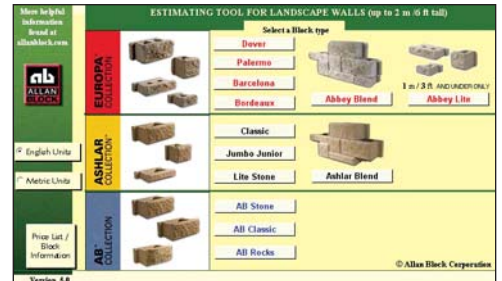 More helpful
information
found at
allanblock.com
ab
ALLAN
BLOCK
English Units
Metric Units
Price List /
Block
Information
Version 4.0
ESTIMATING TOOL FOR LANDSCAPE WALLS (up to 2 m /6 ft tall)
Select a Block type
EUROPA
COLLECTION
Dover
Palermo
Barcelona
Bordeaux
Abbey Blend
1 m / 3 ft AND UNDER ONLY
Abbey Lite
ASHLAR
COLLECTION
Classic
Jumbo Junior
Lite Stone
Ashlar Blend
AB
COLLECTION
AB Stone
AB Classic
AB Rocks
© Allan Block Corporation